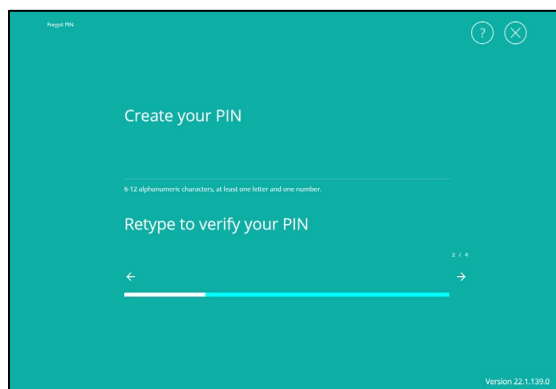 Forgot PIN
?
Create your PIN
6-12 alphanumeric characters, at least one letter and one number.
Retype to verify your PIN
2 / 4
Version 22.1.139.0